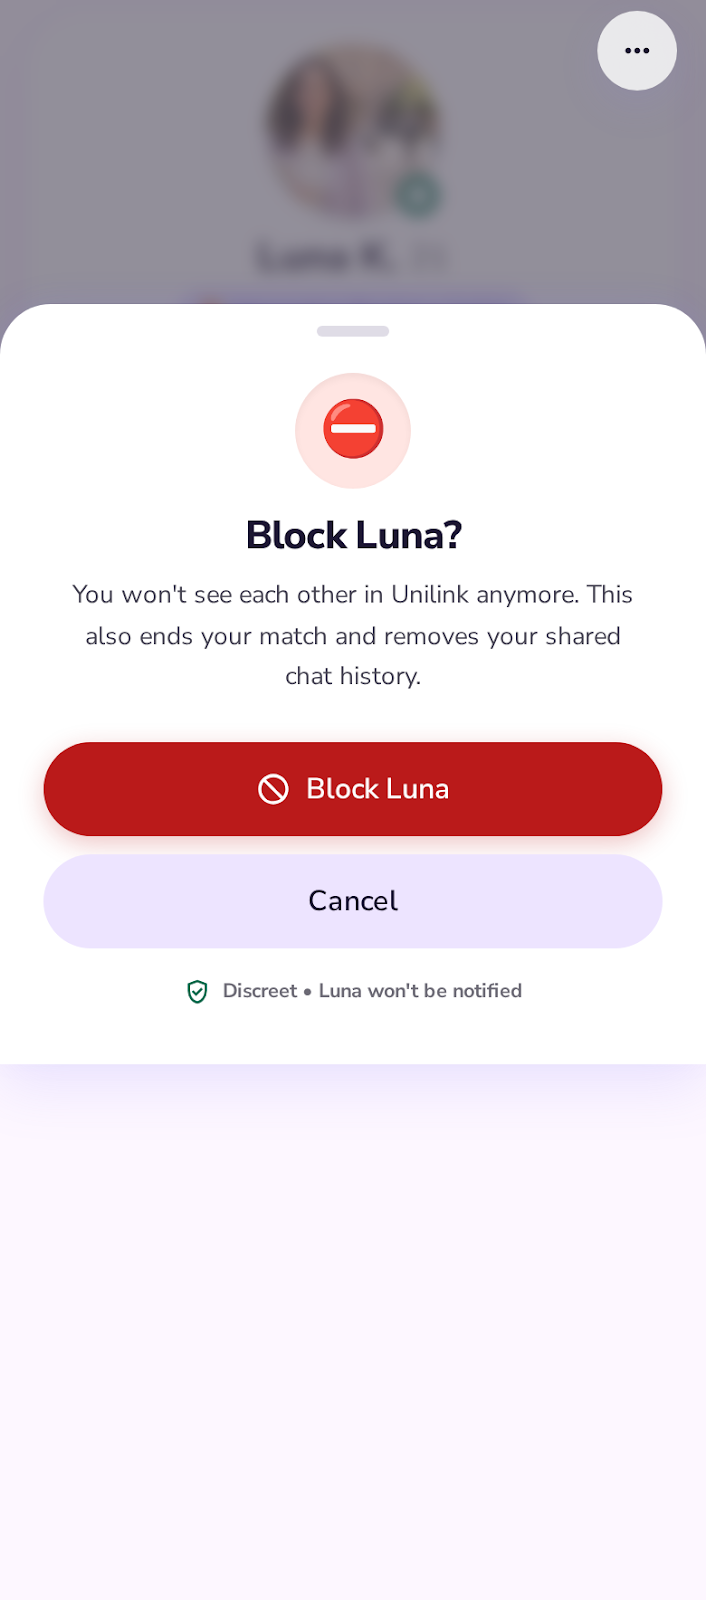 Luna K.
Block Luna?
You won't see each other in Unilink anymore. This
also ends your match and removes your shared
chat history.
Block Luna
Cancel
Discreet • Luna won't be notified